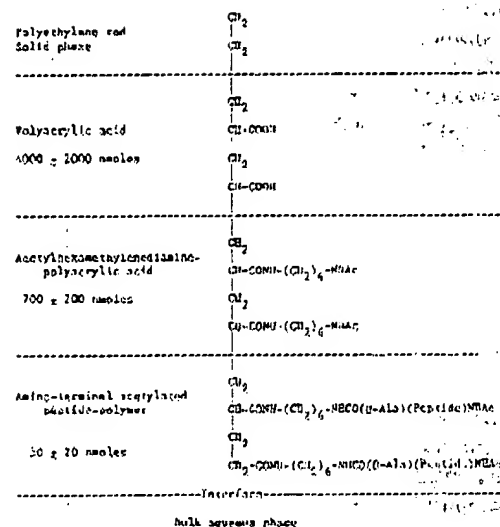 CH2
Polyethylene rod
Solid phase
CH2
CH2
Polyacrylic acid
CH-COOH
4000 ± 2000 nmoles
CH2
CH-COOH
CH2
Acetylhexamethylenediamino-
polyacrylic acid
CH-CONH-(CH2)6-NHAc
700 ± 200 nmoles
CH2
CH-CONH-(CH2)6-NHAc
CH2
Amino-terminal acetylated
peptide-polymer
CH-CONH-(CH2)6-NHCO(β-Ala)(Peptide)NHAc
CH2
50 ± 20 nmoles
CH2-CONH-(CH2)6-NHCO(β-Ala)(Peptide)NHAc
Interface
bulk aqueous phase